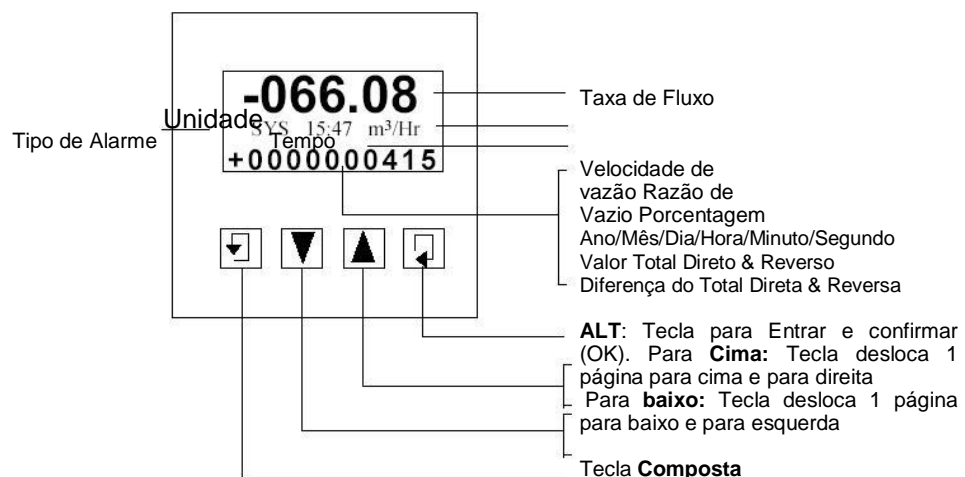 -066.08
Taxa de Fluxo
Unidade
Tipo de Alarme
SYS 15:47 m³/Hr
Tempo
+0000000415
Velocidade de
vazão Razão de
Vazio Porcentagem
Ano/Mês/Dia/Hora/Minuto/Segundo
Valor Total Direto & Reverso
Diferença do Total Direta & Reversa
ALT: Tecla para Entrar e confirmar
(OK). Para Cima: Tecla desloca 1
página para cima e para direita
Para baixo: Tecla desloca 1 página
para baixo e para esquerda
Tecla Composta